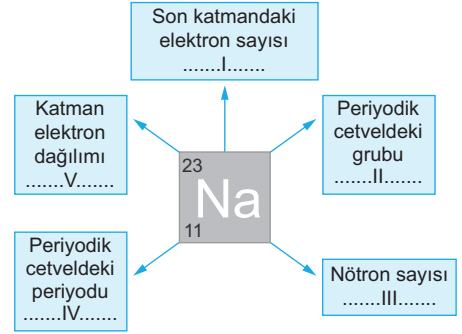 Son katmandaki
elektron sayısı
.......I.......
Katman
elektron
dağılımı
.......V.......
Periyodik
cetveldeki
grubu
.......II.......
23
Na
11
Periyodik
cetveldeki
periyodu
.......IV.......
Nötron sayısı
.......III.......